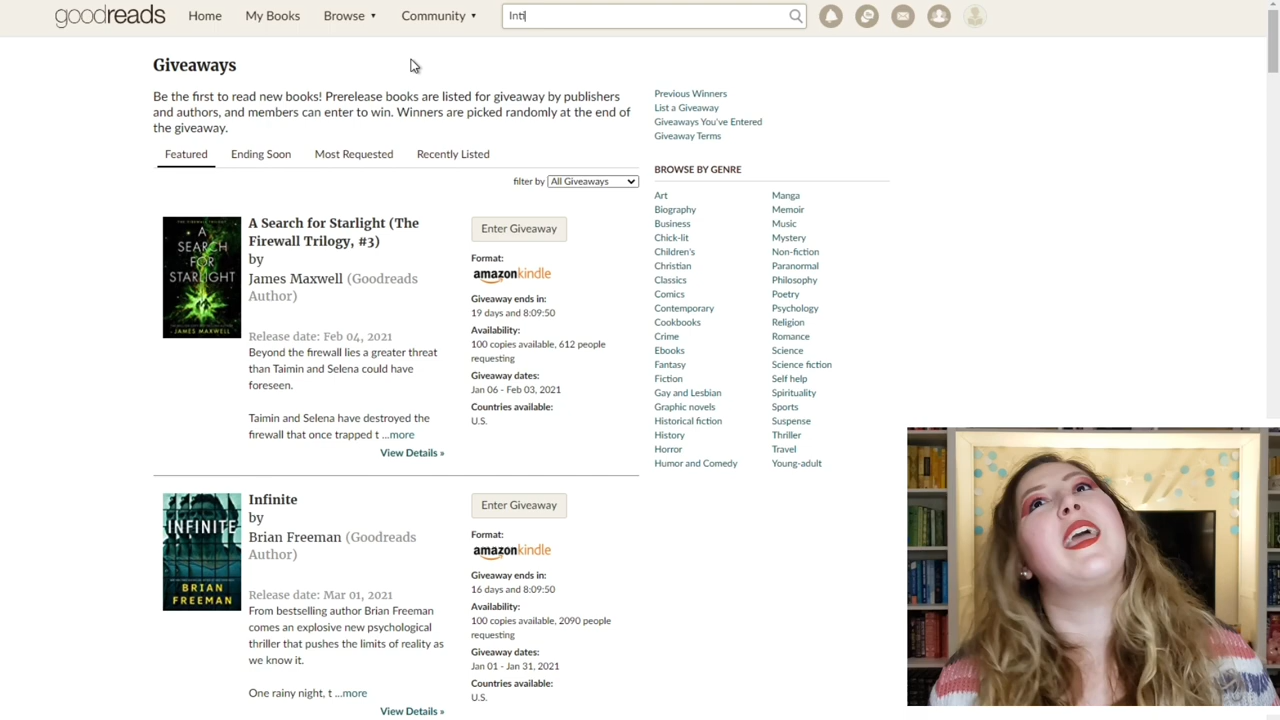 goodreads
Home
My Books
Browse ▾
Community ▾
Inti
Giveaways
Be the first to read new books! Prerelease books are listed for giveaway by publishers
and authors, and members can enter to win. Winners are picked randomly at the end of
the giveaway.
Featured
Ending Soon
Most Requested
Recently Listed
filter by All Giveaways
A SEARCH FOR STARLIGHT
JAMES MAXWELL
A Search for Starlight (The
Firewall Trilogy, #3)
by
James Maxwell (Goodreads
Author)
Release date: Feb 04, 2021
Beyond the firewall lies a greater threat
than Taimin and Selena could have
foreseen.
Taimin and Selena have destroyed the
firewall that once trapped t ...more
View Details »
Enter Giveaway
Format:
amazonkindle
Giveaway ends in:
19 days and 8:09:50
Availability:
100 copies available, 612 people
requesting
Giveaway dates:
Jan 06 - Feb 03, 2021
Countries available:
U.S.
INFINITE
BRIAN
FREEMAN
Infinite
by
Brian Freeman (Goodreads
Author)
Release date: Mar 01, 2021
From bestselling author Brian Freeman
comes an explosive new psychological
thriller that pushes the limits of reality as
we know it.
One rainy night, t ...more
View Details »
Enter Giveaway
Format:
amazonkindle
Giveaway ends in:
16 days and 8:09:50
Availability:
100 copies available, 2090 people
requesting
Giveaway dates:
Jan 01 - Jan 31, 2021
Countries available:
U.S.
Previous Winners
List a Giveaway
Giveaways You've Entered
Giveaway Terms
BROWSE BY GENRE
Art
Biography
Business
Chick-lit
Children's
Christian
Classics
Comics
Contemporary
Cookbooks
Crime
Ebooks
Fantasy
Fiction
Gay and Lesbian
Graphic novels
Historical fiction
History
Horror
Humor and Comedy
Manga
Memoir
Music
Mystery
Non-fiction
Paranormal
Philosophy
Poetry
Psychology
Religion
Romance
Science
Science fiction
Self help
Spirituality
Sports
Suspense
Thriller
Travel
Young-adult